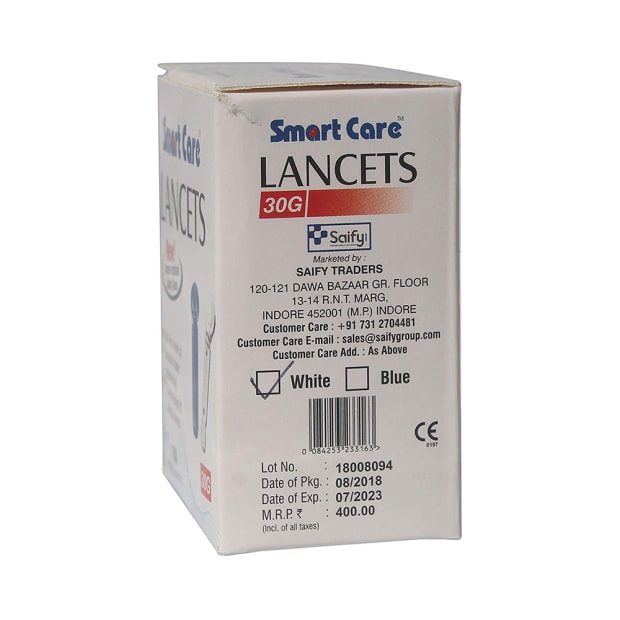 Smart Care™
LANCETS
30G
Saifyi
Marketed by :
SAIFY TRADERS
120-121 DAWA BAZAAR GR. FLOOR
13-14 R.N.T. MARG,
INDORE 452001 (M.P.) INDORE
Customer Care : +91 731 2704481
Customer Care E-mail : sales@saifygroup.com
Customer Care Add. : As Above
White Blue
0 084253 233163>
CE
0197
Lot No. : 18008094
Date of Pkg. : 08/2018
Date of Exp. : 07/2023
M.R.P. ₹ : 400.00
(Incl. of all taxes)
Smart Care
LANCETS
30G